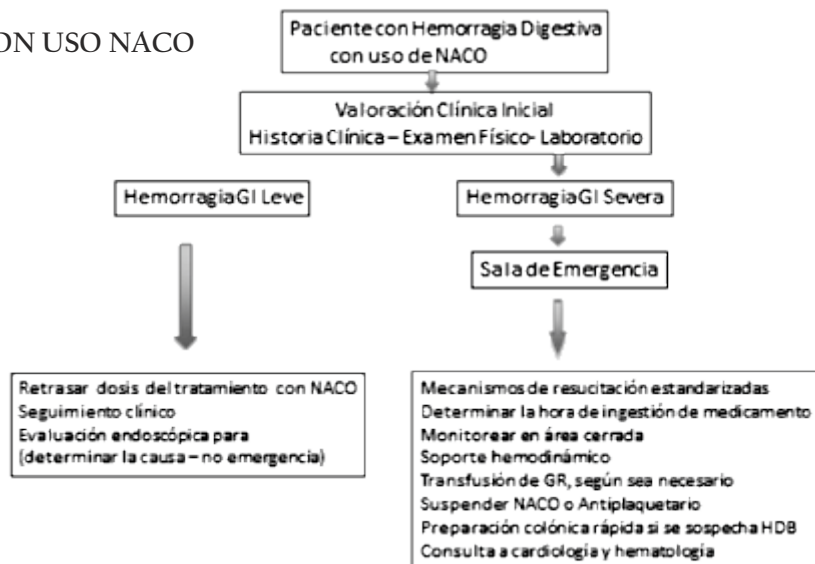 ON USO NACO
Paciente con Hemorragia Digestiva
con uso de NACO
Valoración Clínica Inicial
Historia Clínica – Examen Físico- Laboratorio
Hemorragia GI Leve
Hemorragia GI Severa
Sala de Emergencia
Retrasar dosis del tratamiento con NACO
Seguimiento clínico
Evaluación endoscópica para
(determinar la causa – no emergencia)
Mecanismos de resucitación estandarizadas
Determinar la hora de ingestión de medicamento
Monitorear en área cerrada
Soporte hemodinámico
Transfusión de GR, según sea necesario
Suspender NACO o Antiplaquetario
Preparación colónica rápida si se sospecha HDB
Consulta a cardiología y hematología